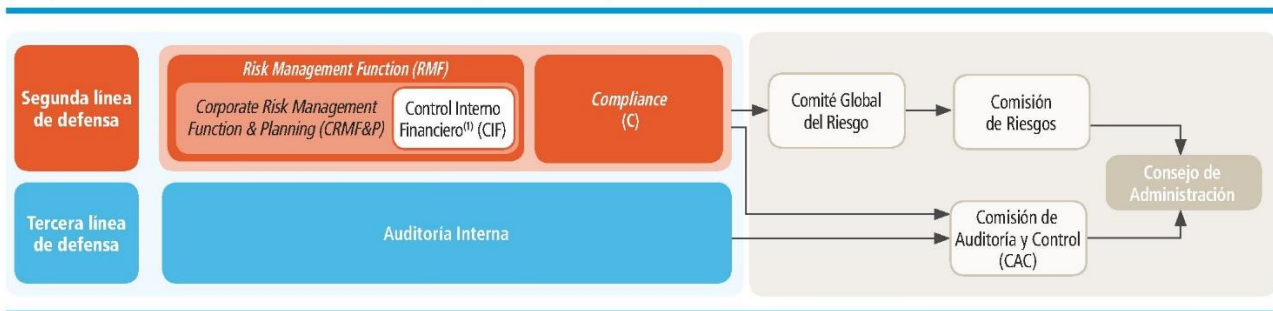 Segunda línea
de defensa
Risk Management Function (RMF)
Corporate Risk Management
Function & Planning (CRMF&P)
Control Interno
Financiero(1) (CIF)
Compliance
(C)
Comité Global
del Riesgo
Comisión
de Riesgos
Consejo de
Administración
Tercera línea
de defensa
Auditoría Interna
Comisión de
Auditoría y Control
(CAC)